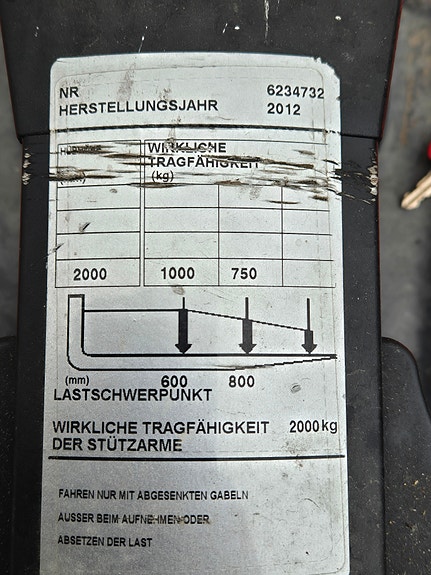 NR 6234732
HERSTELLUNGSJAHR 2012
WIRKLICHE
TRAGFÄHIGKEIT
(mm) (kg)
2000 1000 750
(mm) 600 800
LASTSCHWERPUNKT
WIRKLICHE TRAGFÄHIGKEIT 2000kg
DER STÜTZARME
FAHREN NUR MIT ABGESENKTEN GABELN
AUSSER BEIM AUFNEHMEN ODER
ABSETZEN DER LAST